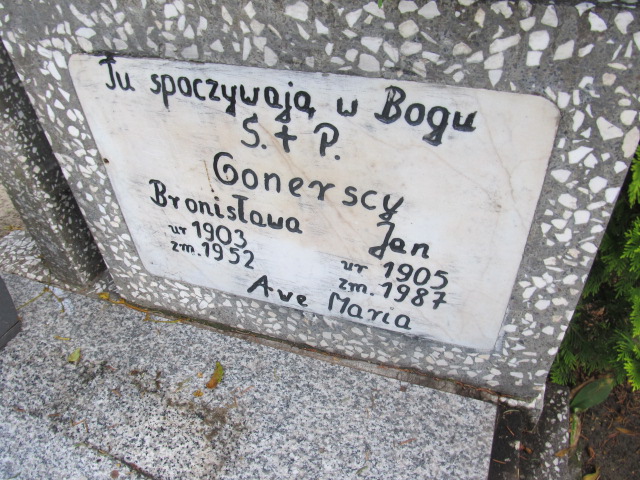 Tu spoczywają w Bogu
Ś. + P.
Gonerscy
Bronisława
ur 1903
zm. 1952
Jan
ur 1905
zm. 1987
Ave Maria